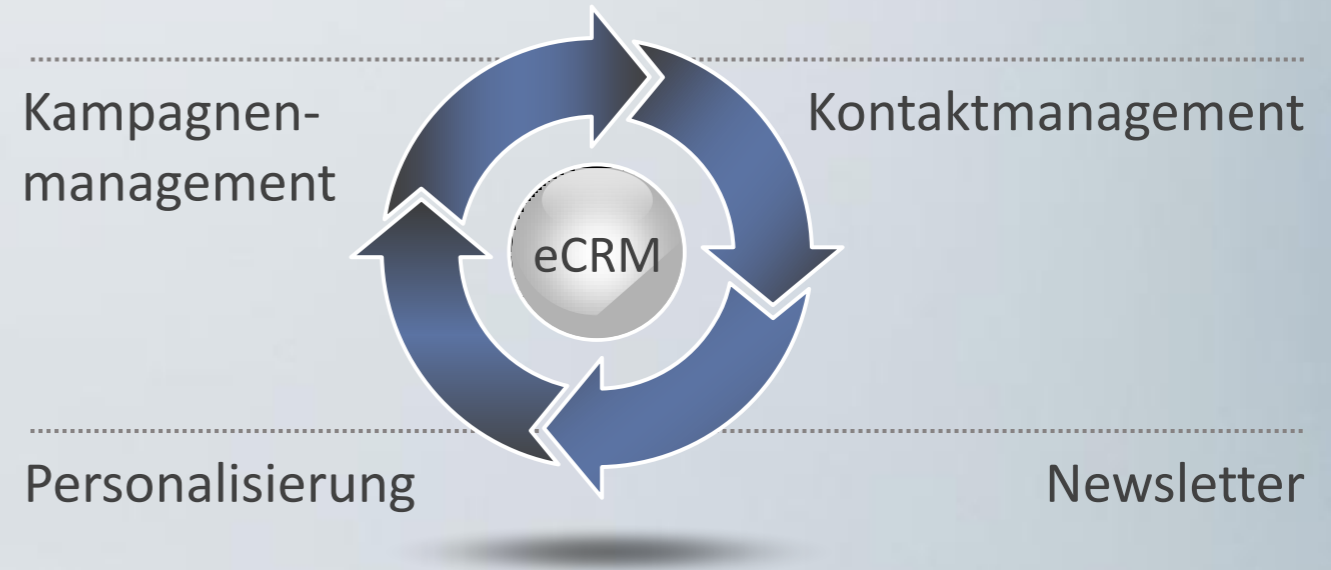 Kampagnen-
management
Kontaktmanagement
eCRM
Personalisierung
Newsletter